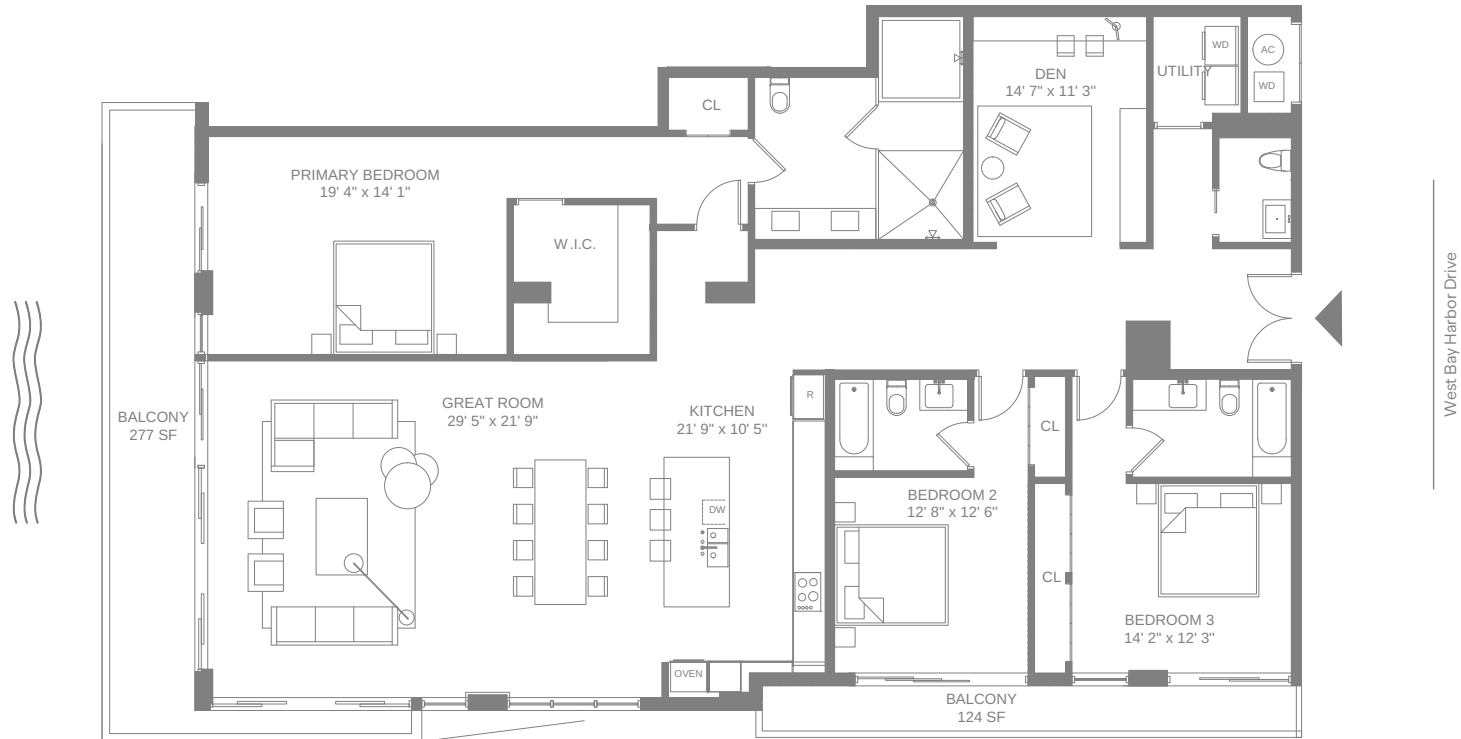 WD
AC
UTILITY
WD
DEN
14' 7" x 11' 3"
CL
PRIMARY BEDROOM
19' 4" x 14' 1"
W.I.C.
West Bay Harbor Drive
BALCONY
277 SF
GREAT ROOM
29' 5" x 21' 9"
KITCHEN
21' 9" x 10' 5"
R
CL
BEDROOM 2
12' 8" x 12' 6"
DW
CL
BEDROOM 3
14' 2" x 12' 3"
OVEN
BALCONY
124 SF